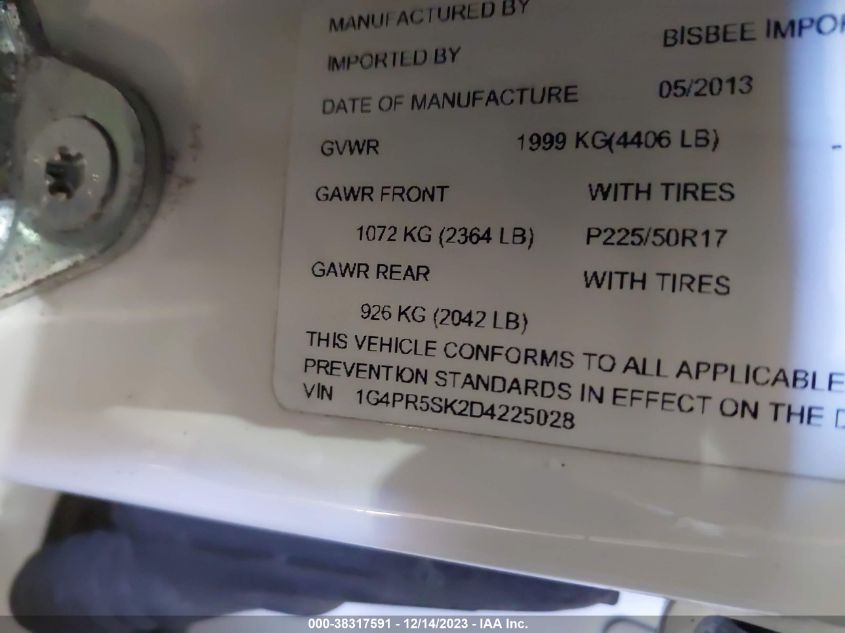 MANUFACTURED BY
IMPORTED BY BISBEE
DATE OF MANUFACTURE 05/2013
GVWR 1999 KG(4406 LB)
GAWR FRONT WITH TIRES
1072 KG (2364 LB) P225/50R17
GAWR REAR WITH TIRES
926 KG (2042 LB)
THIS VEHICLE CONFORMS TO ALL APPLICABLE
PREVENTION STANDARDS IN EFFECT ON THE
VIN 1G4PR5SK2D4225028
000-38317591 - 12/14/2023 - IAA Inc.